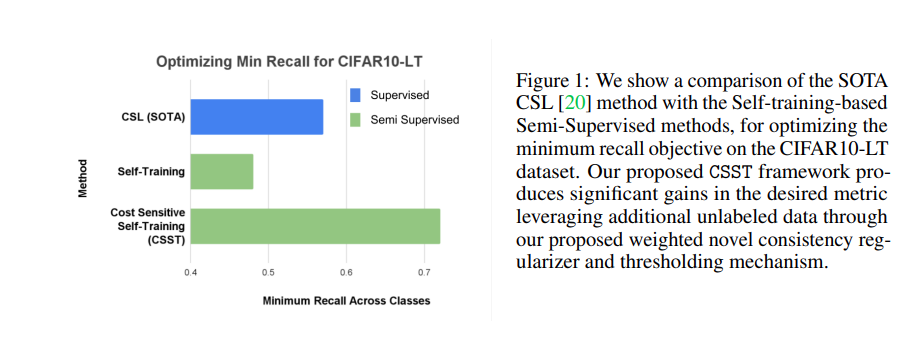 Optimizing Min Recall for CIFAR10-LT
Supervised
Semi Supervised
CSL (SOTA)
Self-Training
Cost Sensitive
Self-Training
(CSST)
Method
0.4 0.5 0.6 0.7
Minimum Recall Across Classes
Figure 1: We show a comparison of the SOTA
CSL [20] method with the Self-training-based
Semi-Supervised methods, for optimizing the
minimum recall objective on the CIFAR10-LT
dataset. Our proposed CSST framework pro-
duces significant gains in the desired metric
leveraging additional unlabeled data through
our proposed weighted novel consistency reg-
ularizer and thresholding mechanism.